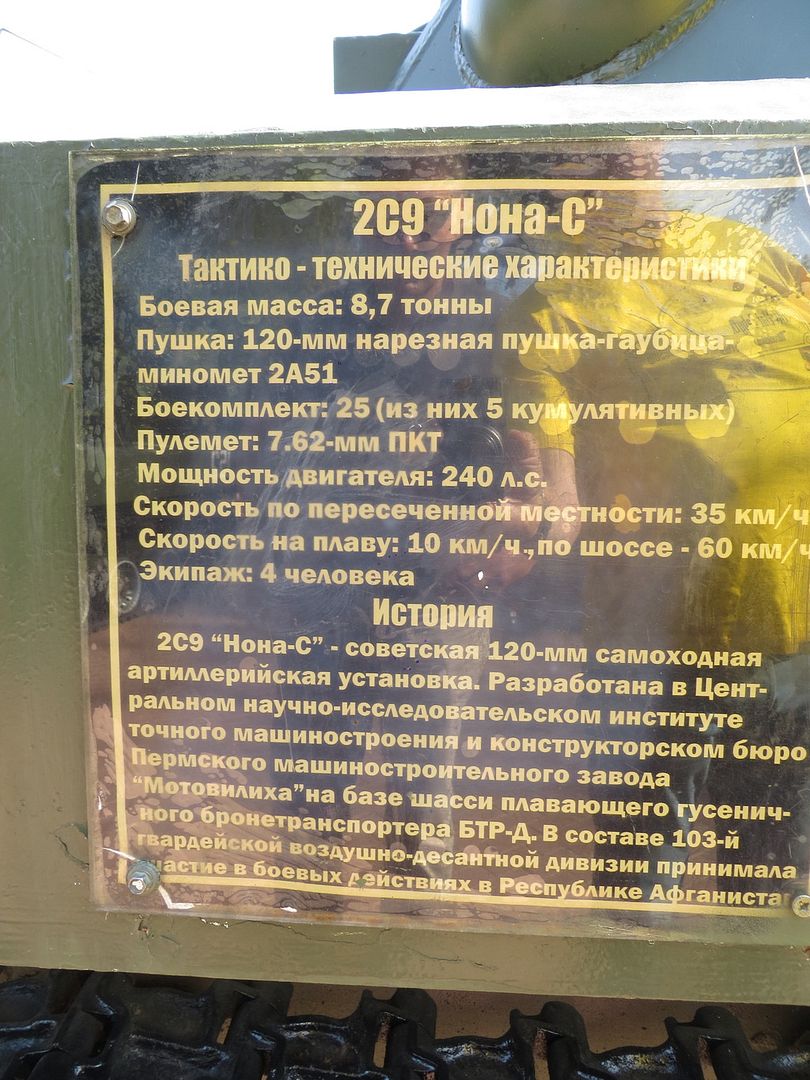 2С9 “Нона-С”
Тактико - технические характеристики
Боевая масса: 8,7 тонны
Пушка: 120-мм нарезная пушка-гаубица-
миномет 2А51
Боекомплект: 25 (из них 5 кумулятивных)
Пулемет: 7.62-мм ПКТ
Мощность двигателя: 240 л.с.
Скорость по пересеченной местности: 35 км/ч
Скорость на плаву: 10 км/ч.,по шоссе - 60 км/ч
Экипаж: 4 человека
История
2С9 “Нона-С” - советская 120-мм самоходная
артиллерийская установка. Разработана в Цент-
ральном научно-исследовательском институте
точного машиностроения и конструкторском бюро
Пермского машиностроительного завода
“Мотовилиха”на базе шасси плавающего гусенич-
ного бронетранспортера БТР-Д. В составе 103-й
гвардейской воздушно-десантной дивизии принимала
участие в боевых действиях в Республике Афганистан